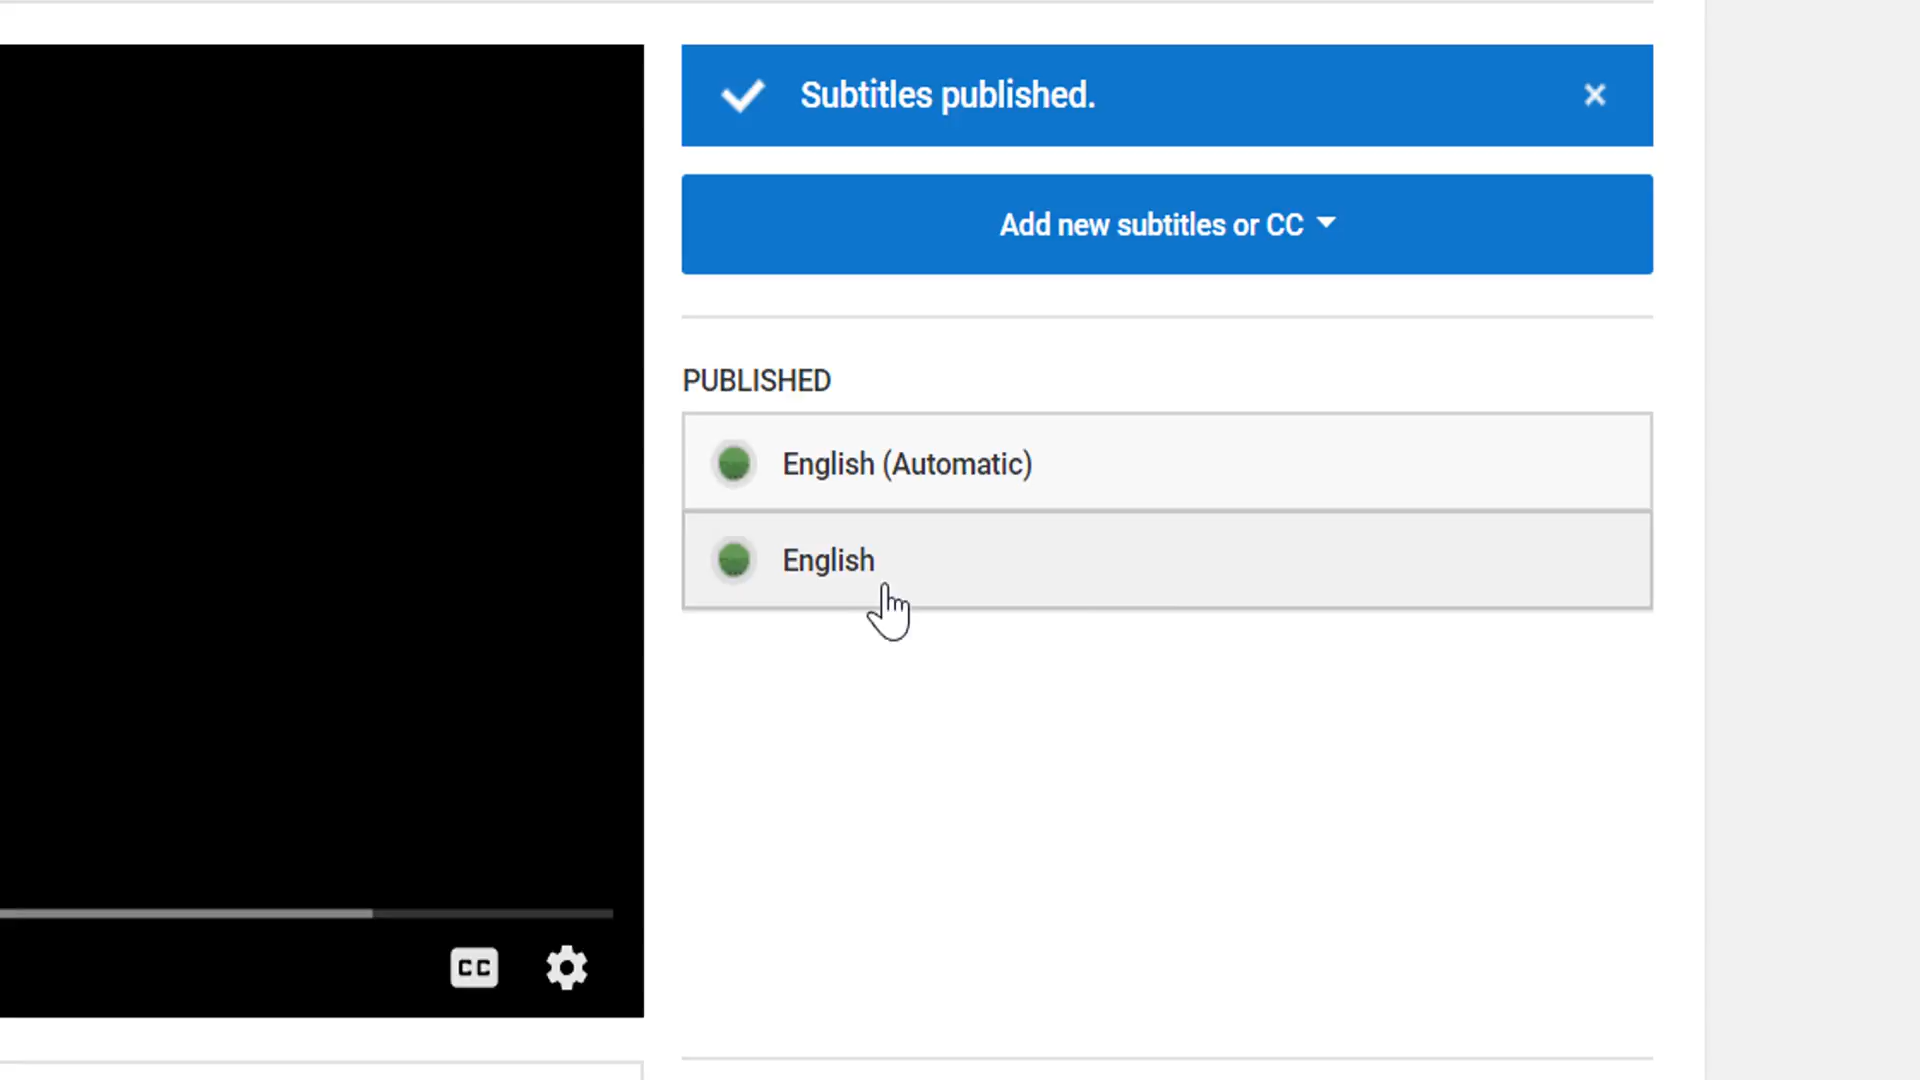 Subtitles published.
Add new subtitles or CC
PUBLISHED
English (Automatic)
English
CC